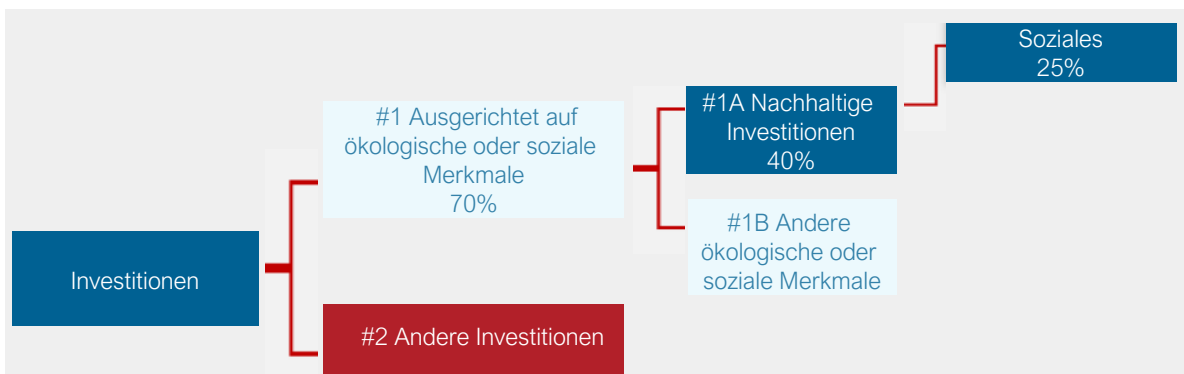 Soziales
25%
#1 Ausgerichtet auf
ökologische oder soziale
Merkmale
70%
#1A Nachhaltige
Investitionen
40%
#1B Andere
ökologische oder
soziale Merkmale
Investitionen
#2 Andere Investitionen